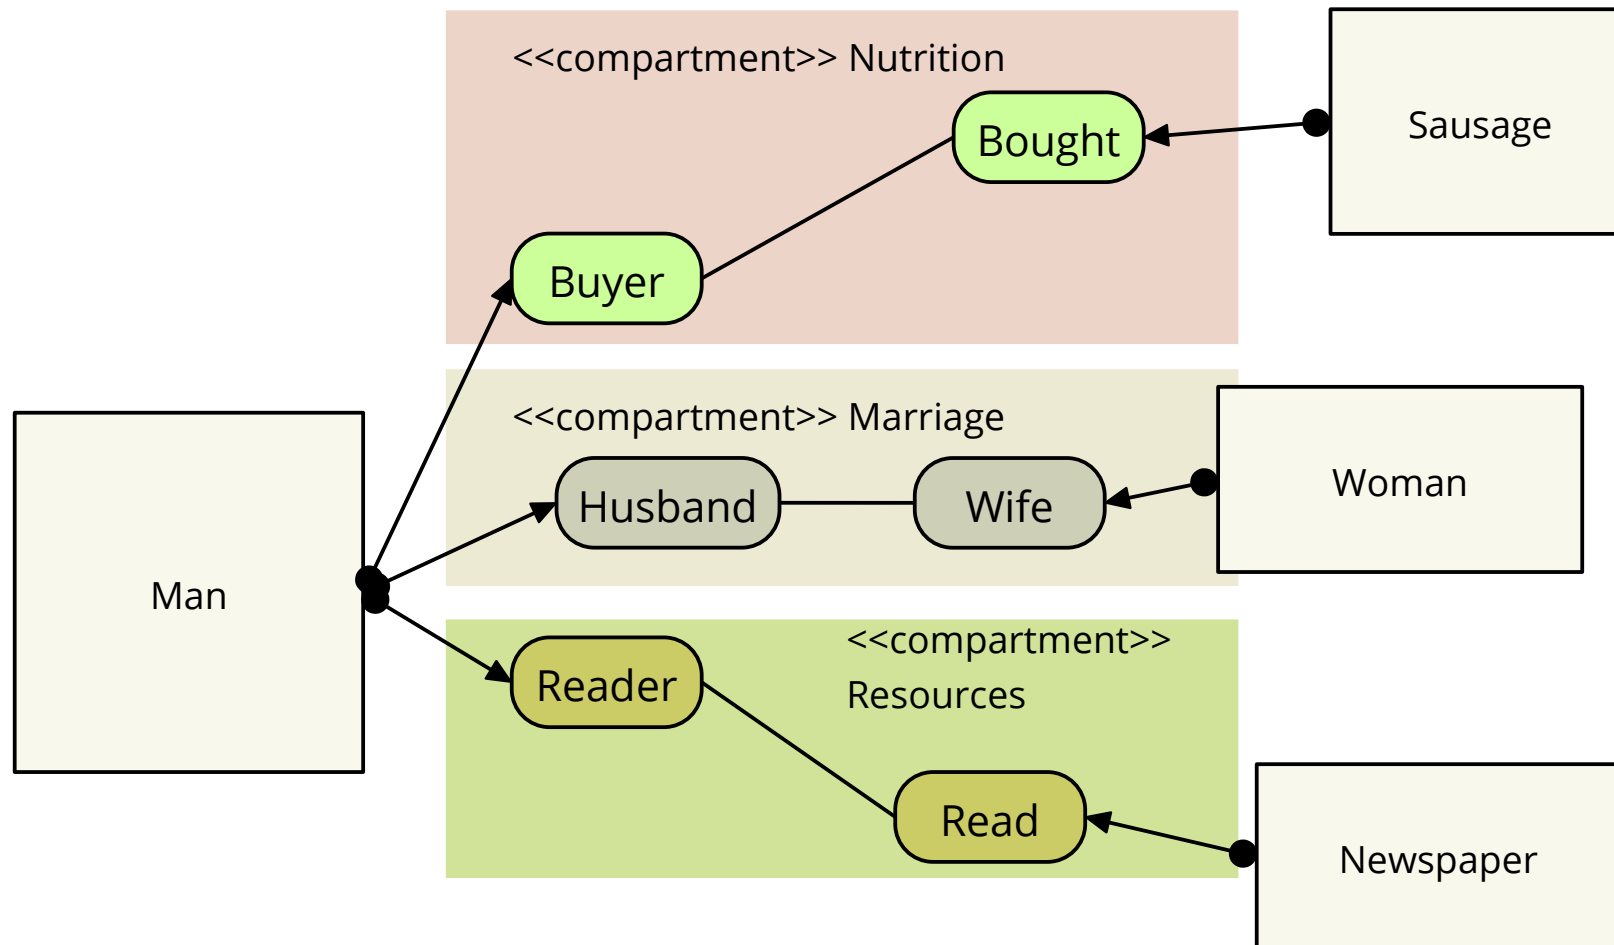 <<compartment>> Nutrition
Bought
Sausage
Buyer
<<compartment>> Marriage
Husband
Wife
Woman
Man
<<compartment>>
Resources
Reader
Read
Newspaper